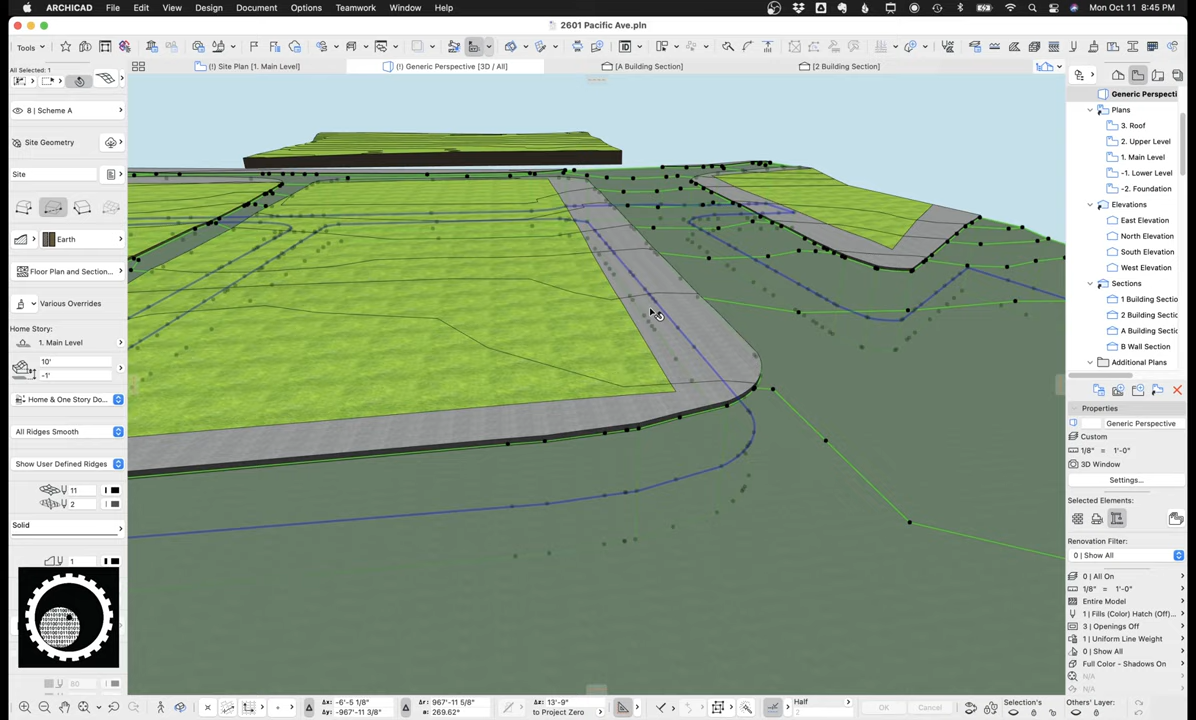 ARCHICAD File Edit View Design Document Options Teamwork Window Help
Mon Oct 11 8:45 PM
2601 Pacific Ave.pln
Tools
(!) Site Plan [1. Main Level]
(!) Generic Perspective [3D / All]
[A Building Section]
[2 Building Section]
All Selected: 1
8 | Scheme A
Site Geometry
Site
Earth
Floor Plan and Section...
Various Overrides
Home Story:
1. Main Level
10'
-1'
Home & One Story Do...
All Ridges Smooth
Show User Defined Ridges
11
2
Solid
1
80
Generic Perspecti
Plans
3. Roof
2. Upper Level
1. Main Level
-1. Lower Level
-2. Foundation
Elevations
East Elevation
North Elevation
South Elevation
West Elevation
Sections
1 Building Sectio
2 Building Sectio
A Building Sectio
B Wall Section
Additional Plans
Properties
Generic Perspective
Custom
1/8" = 1'-0"
3D Window
Settings...
Selected Elements:
Renovation Filter:
0 | Show All
0 | All On
1/8" = 1'-0"
Entire Model
1 | Fills (Color) Hatch (Off)...
3 | Openings Off
1 | Uniform Line Weight
0 | Show All
Full Color - Shadows On
N/A
N/A
Δx: -6'-5 1/8"
Δy: -967'-11 3/8"
Δr: 967'-11 5/8"
a: 269.62°
Δz: 13'-9"
to Project Zero
Half
2
OK
Cancel
Selection's
Others' Layer: